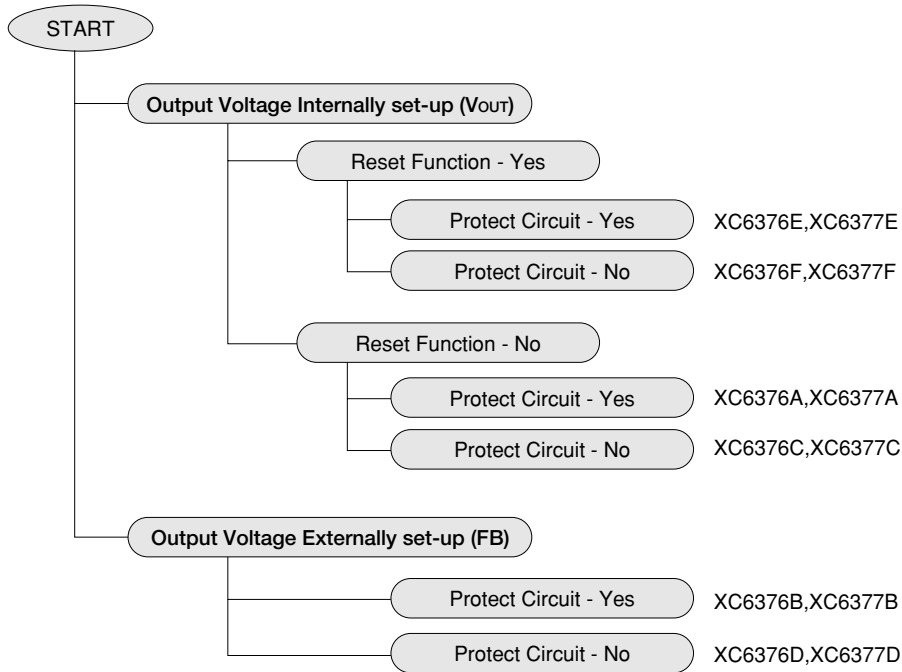 START
Output Voltage Internally set-up (VOUT)
Reset Function - Yes
Protect Circuit - Yes XC6376E,XC6377E
Protect Circuit - No XC6376F,XC6377F
Reset Function - No
Protect Circuit - Yes XC6376A,XC6377A
Protect Circuit - No XC6376C,XC6377C
Output Voltage Externally set-up (FB)
Protect Circuit - Yes XC6376B,XC6377B
Protect Circuit - No XC6376D,XC6377D